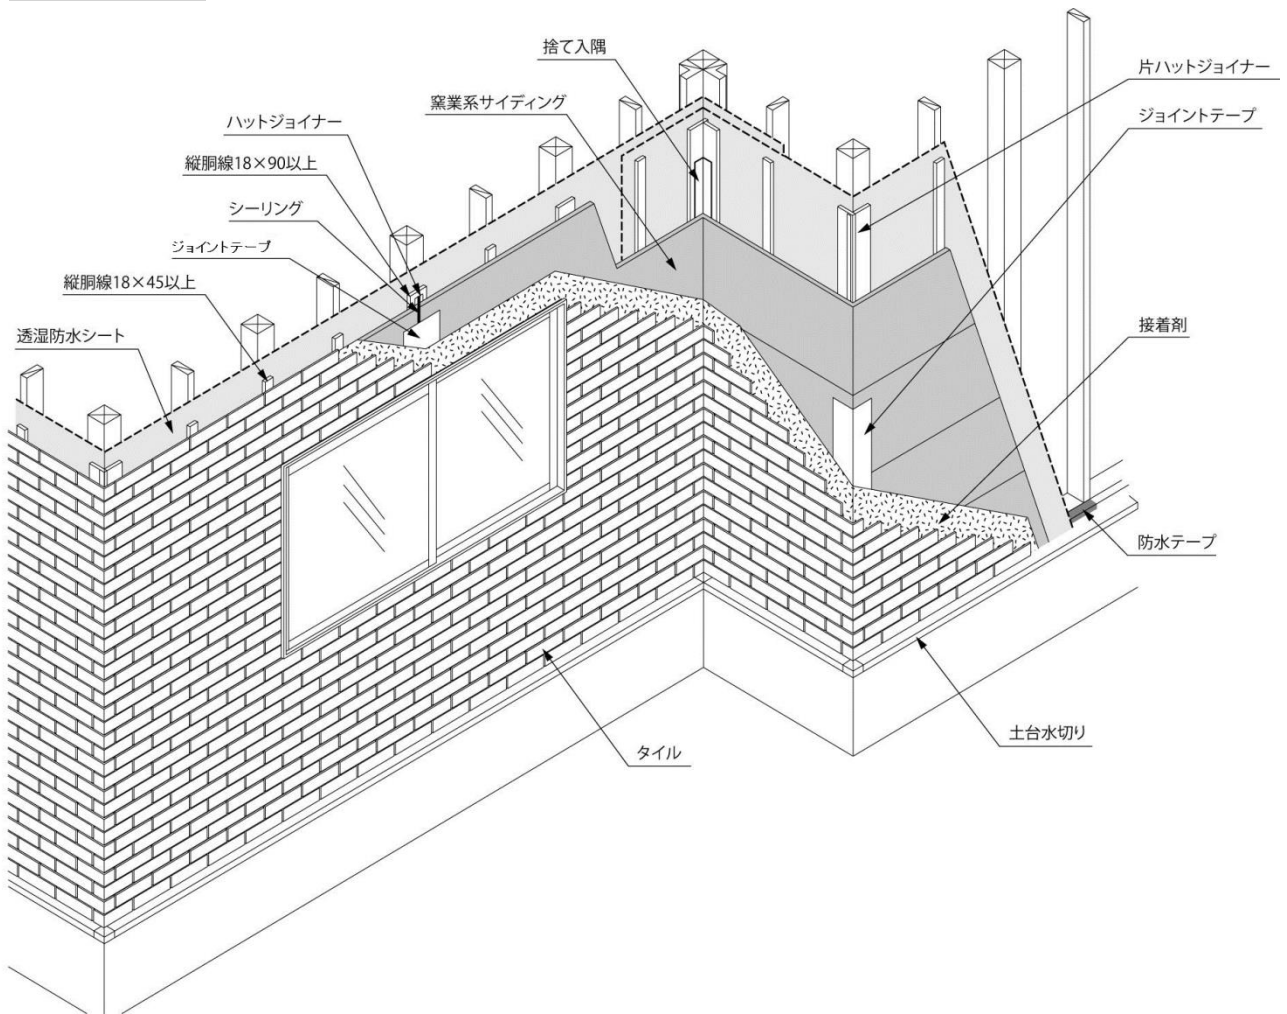 捨て入隅
片ハットジョイナー
窯業系サイディング
ジョイントテープ
ハットジョイナー
縦胴線18×90以上
シーリング
ジョイントテープ
縦胴線18×45以上
透湿防水シート
接着剤
防水テープ
土台水切り
タイル